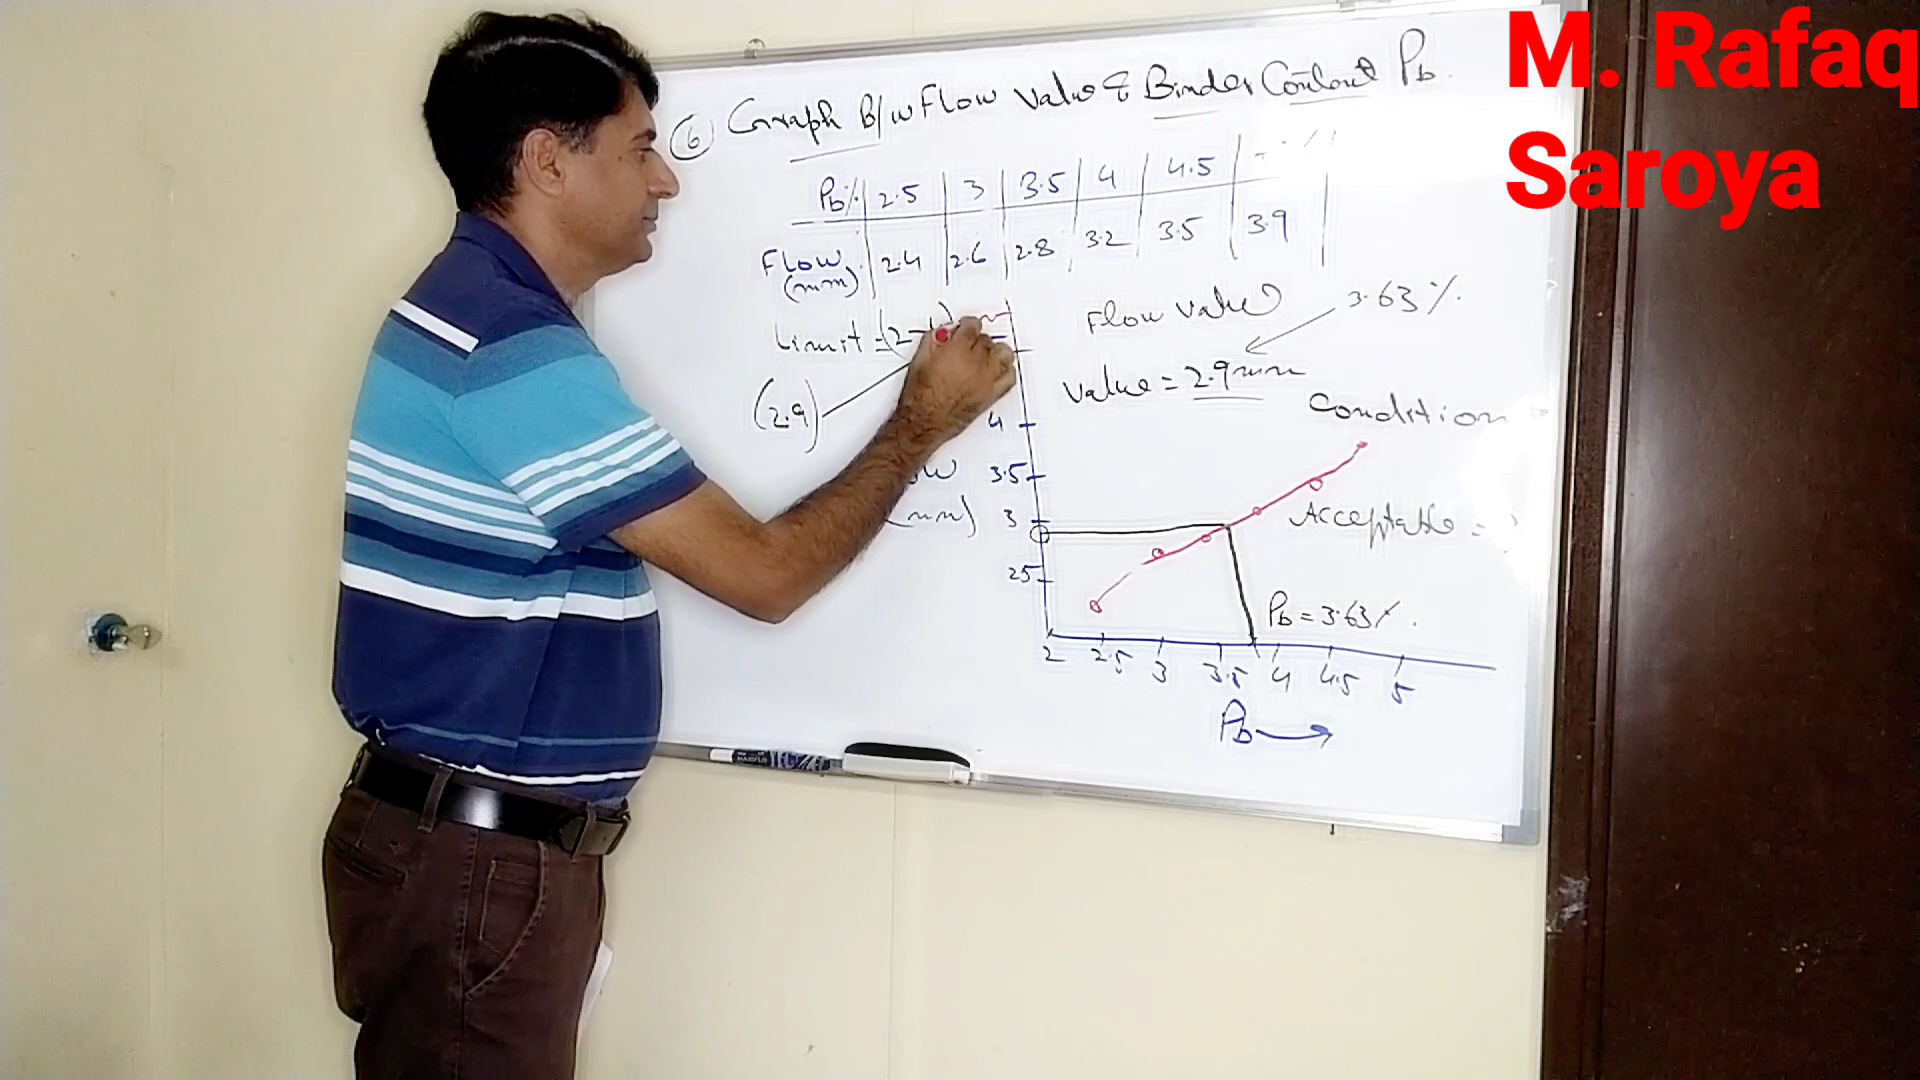 M. Rafaq
Saroya
6 Graph B/w Flow Value & Binder Content Pb.
Pb% 2.5 3 3.5 4 4.5
Flow (mm) 2.4 2.6 2.8 3.2 3.5 3.9
Limit = (2-
(2.9)
Flow Value 3.63 %.
Value = 2.9mm
Condition
Acceptable =
4
3.5
(mm) 3
25
Pb = 3.63%.
2 2.5 3 3.5 4 4.5 5
Pb →